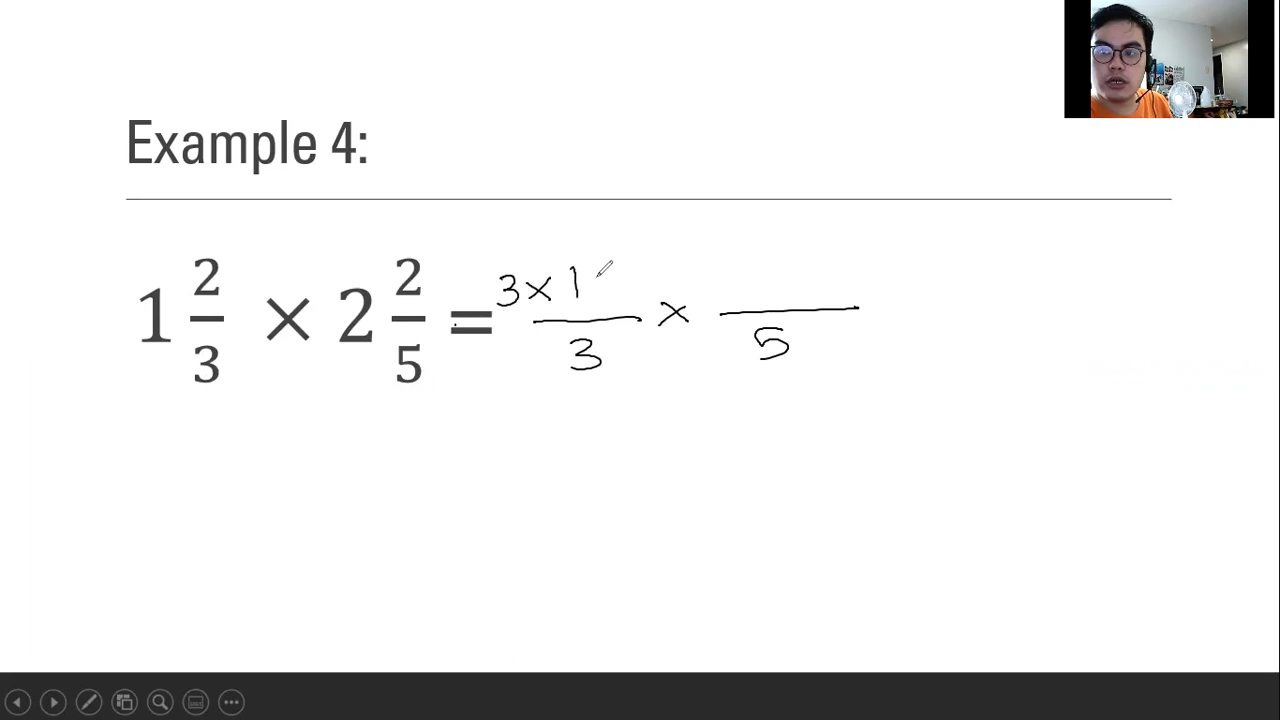 Example 4:
1 2/3 × 2 2/5 = 3 × 1/3 × /5